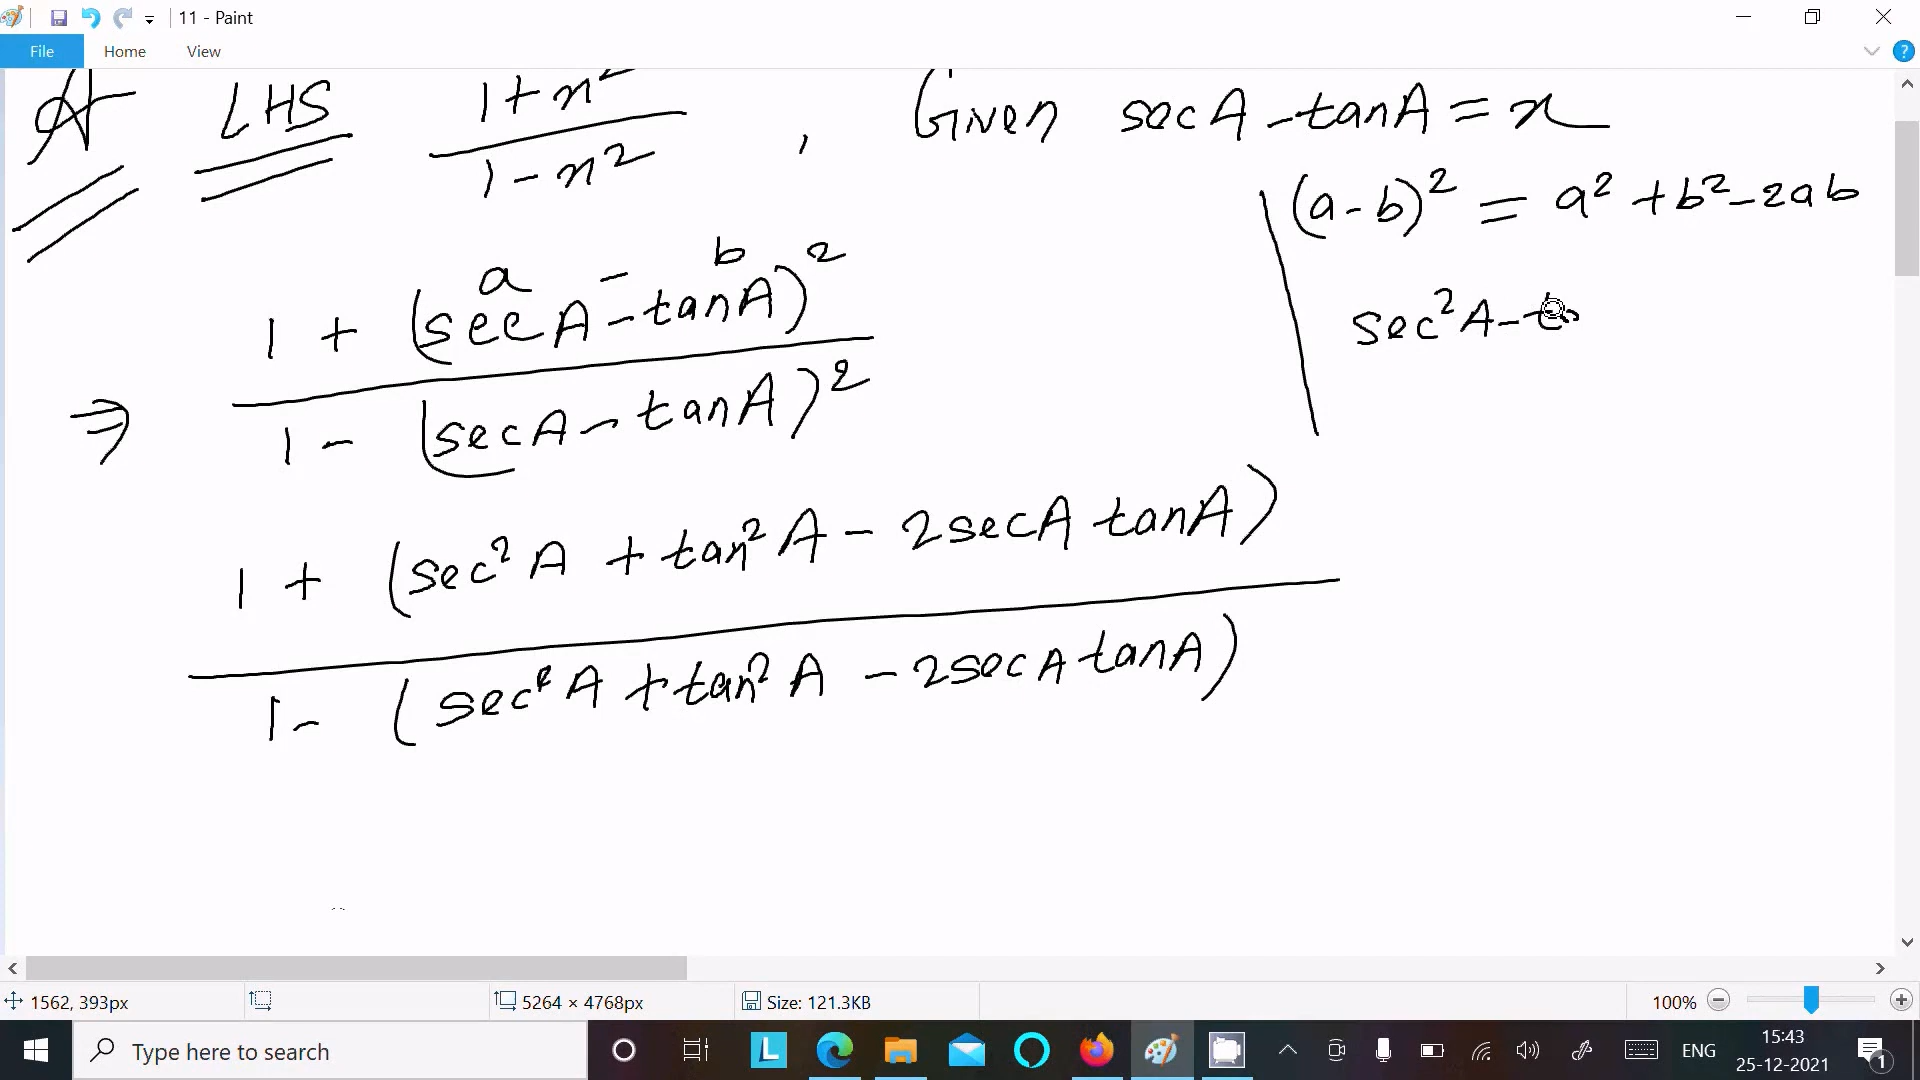 11 - Paint
File Home View
A LHS 1+x² / 1-x² , Given secA - tanA = x
(a-b)² = a² + b² - 2ab
a - b
1 + (secA - tanA)²
sec²A - t
⇒
1 - (secA - tanA)²
1 + (sec²A + tan²A - 2secA tanA)
1 - (sec²A + tan²A - 2secA tanA)
1562, 393px 5264 × 4768px Size: 121.3KB 100%
Type here to search
L
ENG
15:43
25-12-2021
1